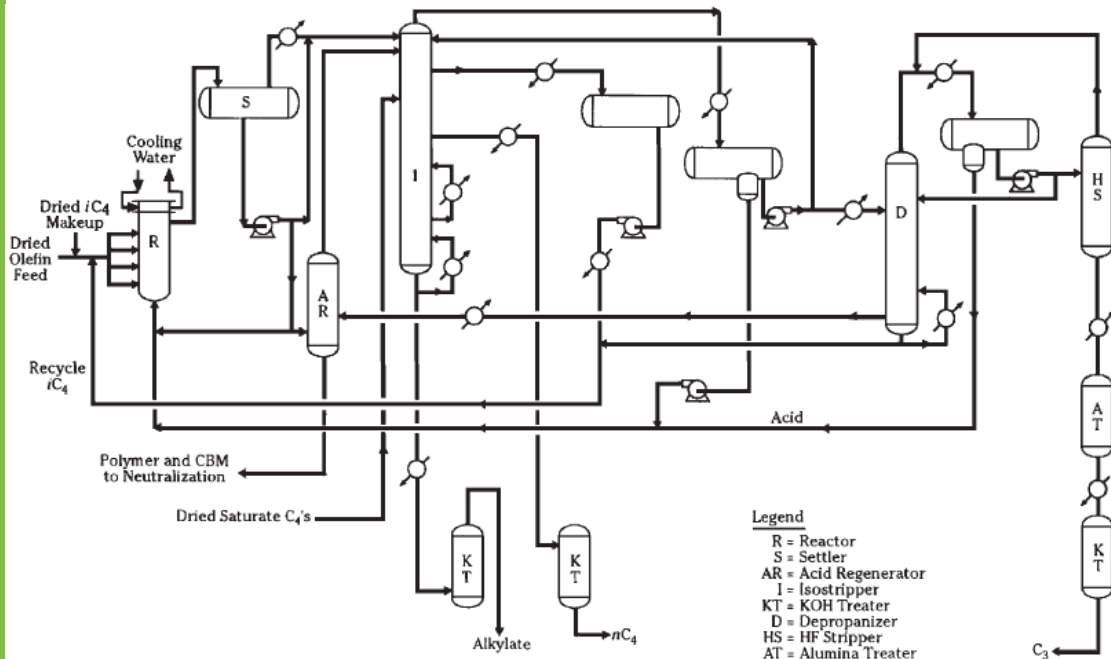 S
Cooling
Water
I
HS
Dried iC4
Makeup
Dried
Olefin
Feed
R
D
AR
Recycle
iC4
AT
Acid
Polymer and CBM
to Neutralization
Dried Saturate C4's
KT
KT
KT
Legend
R = Reactor
S = Settler
AR = Acid Regenerator
I = Isostripper
KT = KOH Treater
D = Depropanizer
HS = HF Stripper
AT = Alumina Treater
Alkylate
nC4
C3